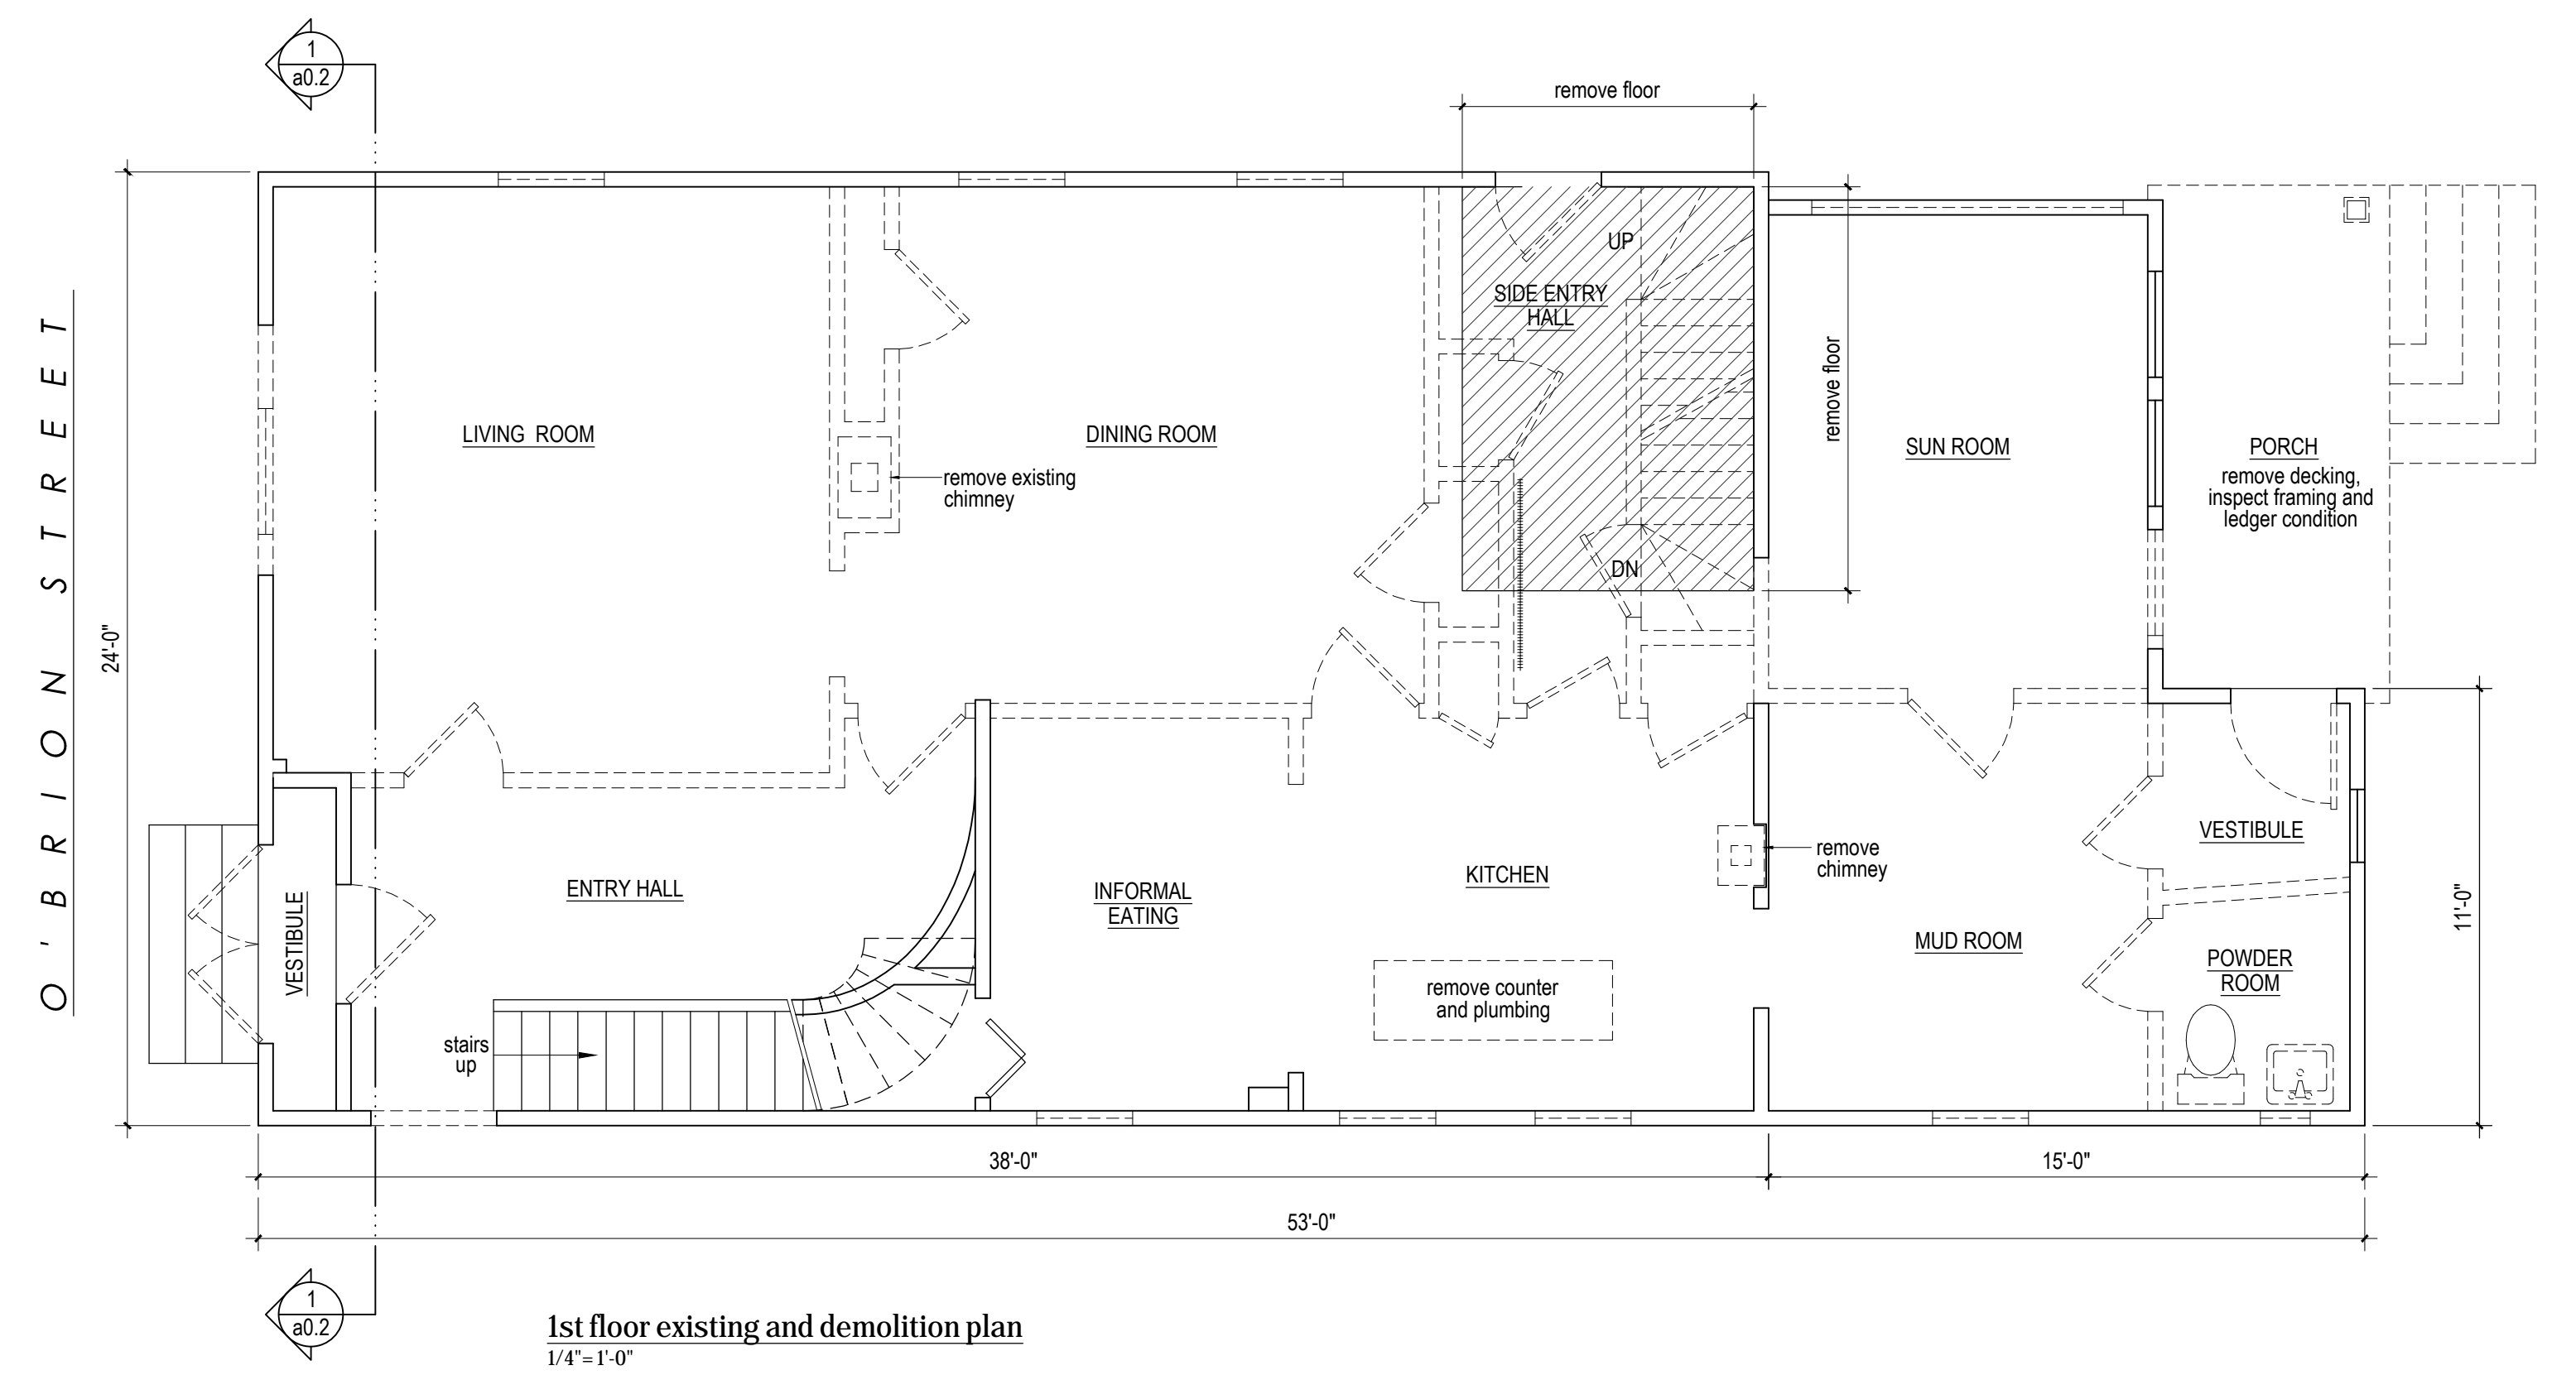 1
a0.2
remove floor
O'BRION STREET
24'-0"
LIVING ROOM
DINING ROOM
remove existing
chimney
UP
SIDE ENTRY
HALL
DN
remove floor
SUN ROOM
PORCH
remove decking,
inspect framing and
ledger condition
VESTIBULE
ENTRY HALL
stairs
up
INFORMAL
EATING
KITCHEN
remove counter
and plumbing
remove
chimney
MUD ROOM
VESTIBULE
POWDER
ROOM
11'-0"
38'-0"
15'-0"
53'-0"
1
a0.2
1st floor existing and demolition plan
1/4"=1'-0"